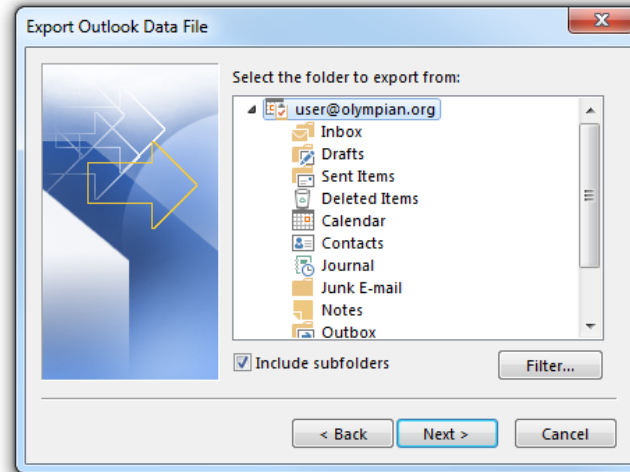 Export Outlook Data File
Select the folder to export from:
user@olympian.org
Inbox
Drafts
Sent Items
Deleted Items
Calendar
Contacts
Journal
Junk E-mail
Notes
Outbox
Include subfolders
Filter...
< Back
Next >
Cancel